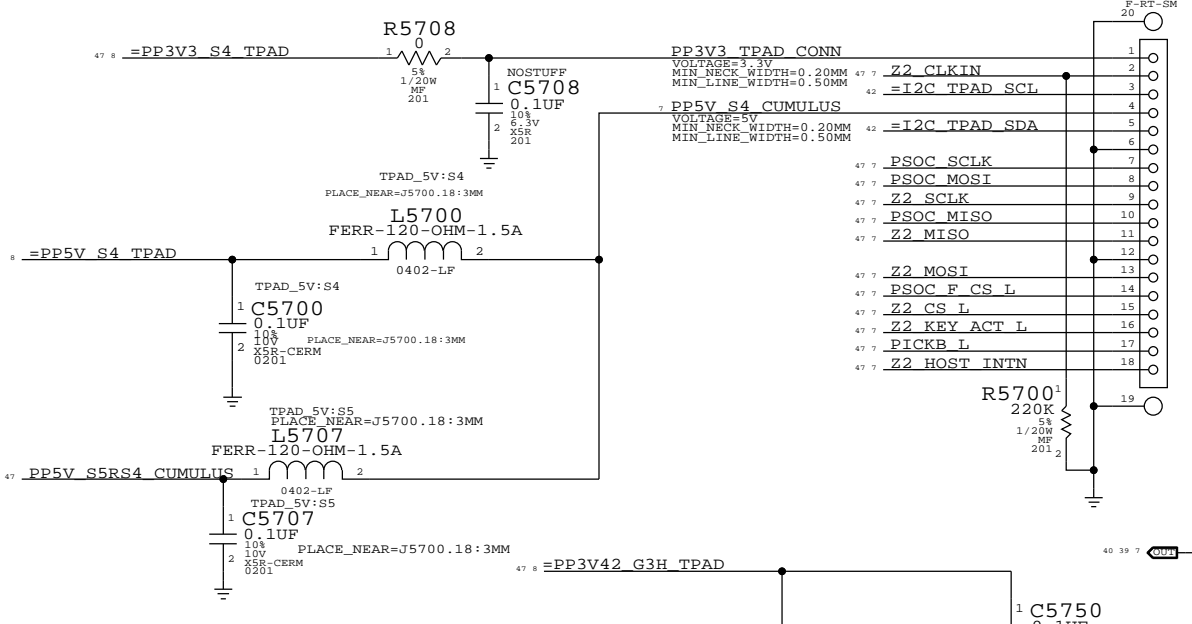 F-RT-SM
20
R5708
0
47 8 =PP3V3_S4_TPAD 1 2
5%
1/20W
MF
201
NOSTUFF
1 C5708
0.1UF
10%
6.3V
2 X5R
201
PP3V3_TPAD_CONN 1
VOLTAGE=3.3V
MIN_NECK_WIDTH=0.20MM
MIN_LINE_WIDTH=0.50MM
47 7 Z2_CLKIN 2
42 =I2C_TPAD_SCL 3
7 PP5V_S4_CUMULUS 4
VOLTAGE=5V
MIN_NECK_WIDTH=0.20MM
MIN_LINE_WIDTH=0.50MM
42 =I2C_TPAD_SDA 5
6
47 7 PSOC_SCLK 7
47 7 PSOC_MOSI 8
47 7 Z2_SCLK 9
47 7 PSOC_MISO 10
47 7 Z2_MISO 11
12
47 7 Z2_MOSI 13
47 7 PSOC_F_CS_L 14
47 7 Z2_CS_L 15
47 7 Z2_KEY_ACT_L 16
47 7 PICKB_L 17
47 7 Z2_HOST_INTN 18
19
R5700 1
220K
5%
1/20W
MF
201 2
TPAD_5V:S4
PLACE_NEAR=J5700.18:3MM
L5700
FERR-120-OHM-1.5A
8 =PP5V_S4_TPAD 1 2
0402-LF
TPAD_5V:S4
1 C5700
0.1UF
10%
10V PLACE_NEAR=J5700.18:3MM
2 X5R-CERM
0201
TPAD_5V:S5
PLACE_NEAR=J5700.18:3MM
L5707
FERR-120-OHM-1.5A
47 PP5V_S5RS4_CUMULUS 1 2
0402-LF
TPAD_5V:S5
1 C5707
0.1UF
10%
10V PLACE_NEAR=J5700.18:3MM
2 X5R-CERM
0201
40 39 7 OUT
47 8 =PP3V42_G3H_TPAD
1 C5750
0.1UF